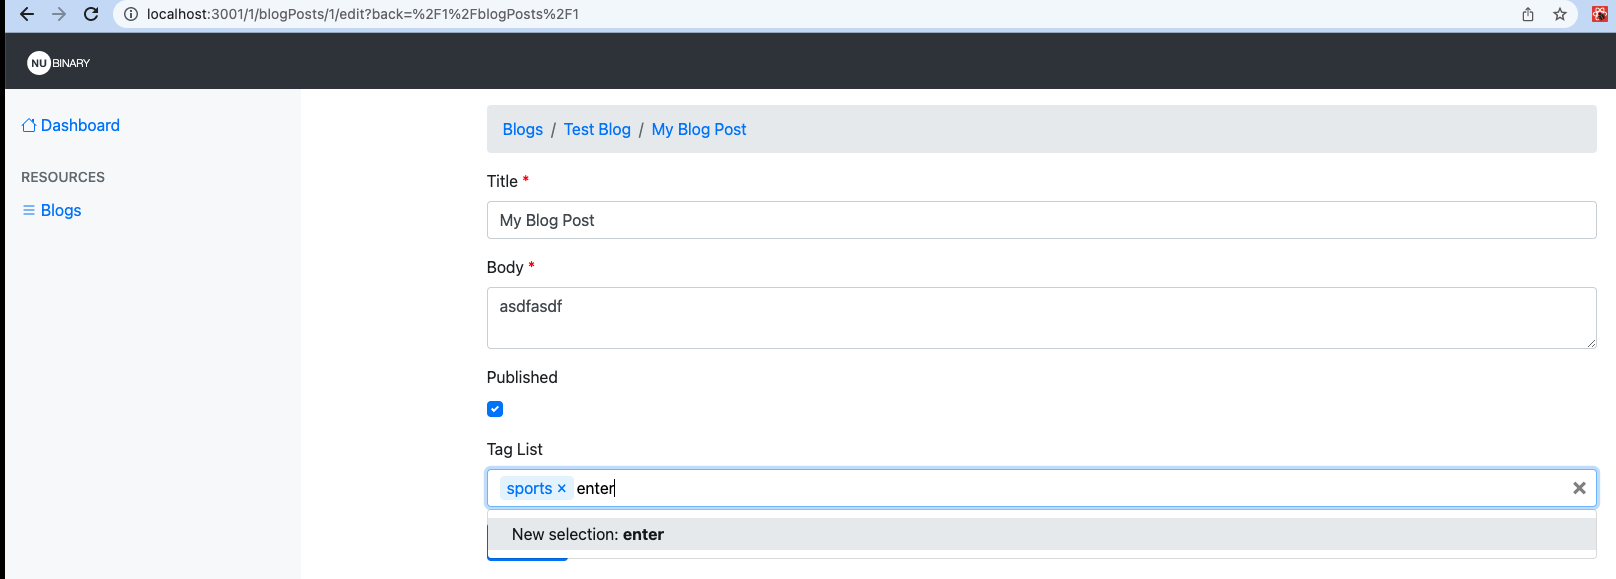 localhost:3001/1/blogPosts/1/edit?back=%2F1%2FblogPosts%2F1
NU BINARY
Dashboard
RESOURCES
Blogs
Blogs / Test Blog / My Blog Post
Title *
My Blog Post
Body *
asdfasdf
Published
Tag List
sports × enter
New selection: enter